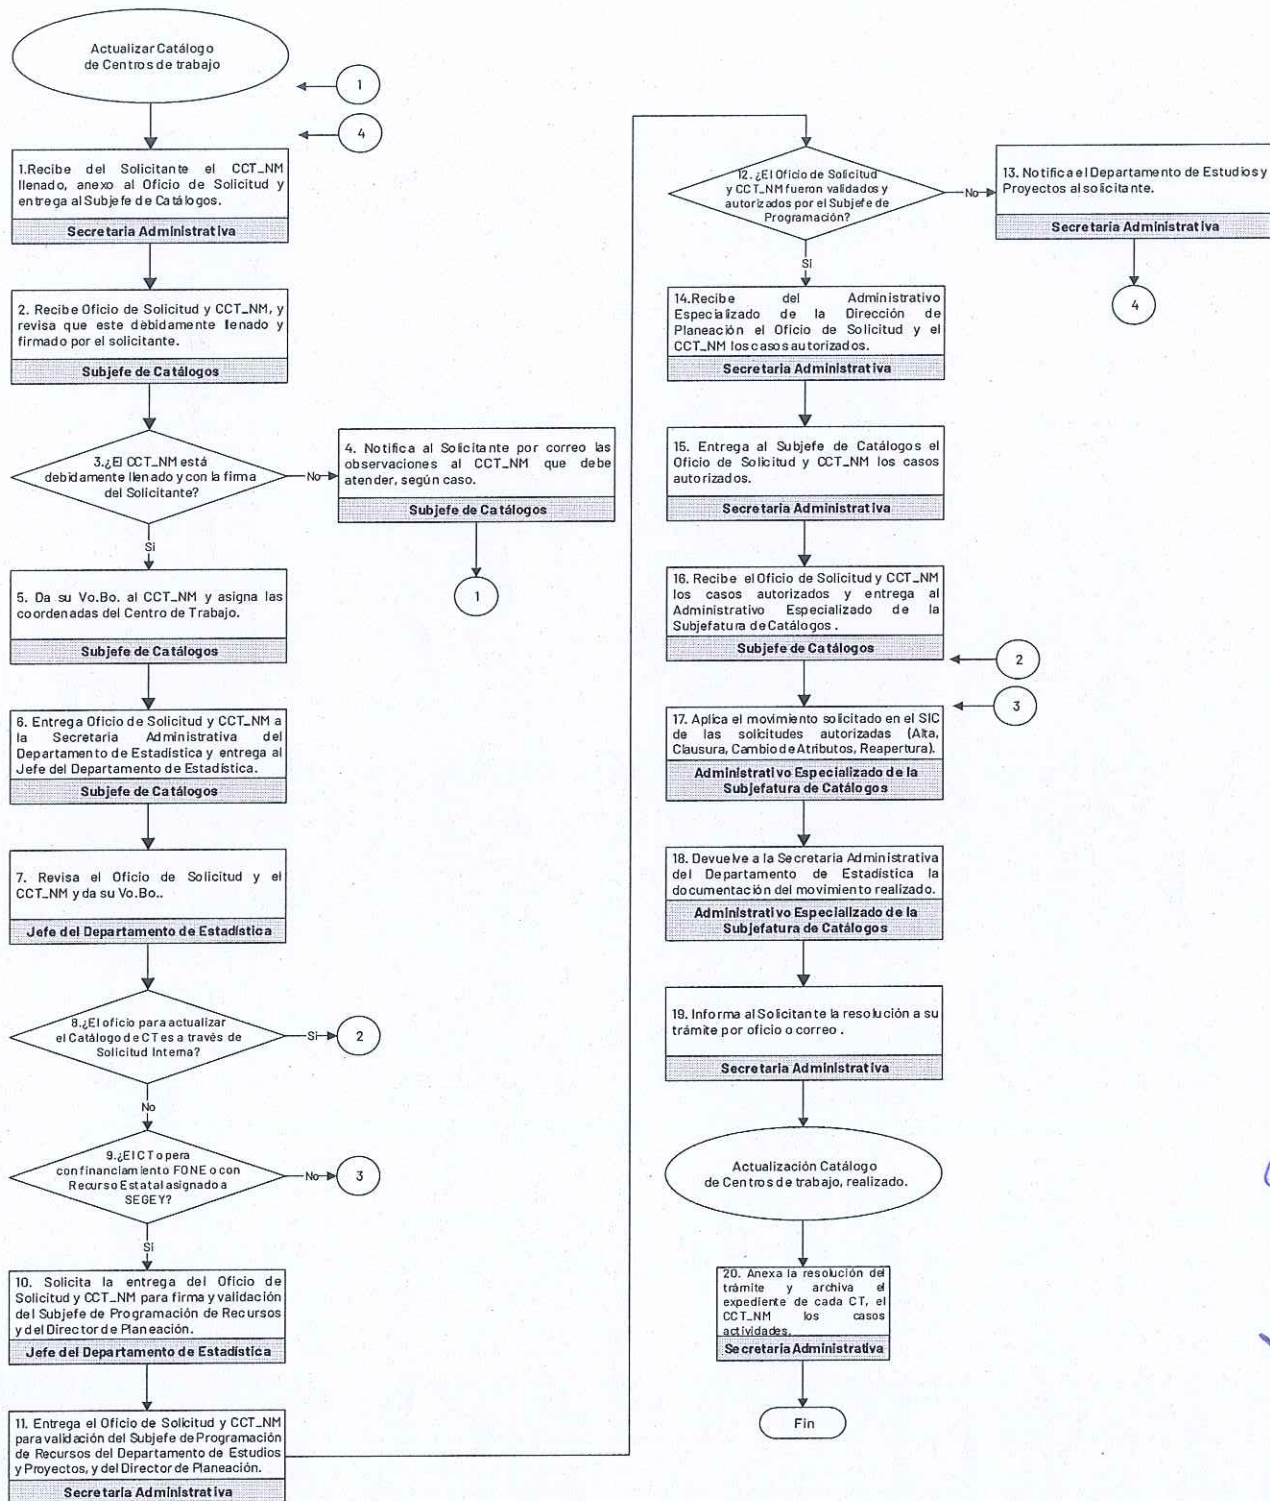 Actualizar Catálogo
de Centros de trabajo
1
4
1.Recibe del Solicitante el CCT_NM
llenado, anexo al Oficio de Solicitud y
entrega al Subjefe de Catálogos.
Secretaria Administrativa
2. Recibe Oficio de Solicitud y CCT_NM, y
revisa que este debidamente llenado y
firmado por el solicitante.
Subjefe de Catálogos
3.¿El CCT_NM está
debidamente llenado y con la firma
del Solicitante?
No
4. Notifica al Solicitante por correo las
observaciones al CCT_NM que debe
atender, según caso.
Subjefe de Catálogos
1
Si
5. Da su Vo.Bo. al CCT_NM y asigna las
coordenadas del Centro de Trabajo.
Subjefe de Catálogos
6. Entrega Oficio de Solicitud y CCT_NM a
la Secretaria Administrativa del
Departamento de Estadística y entrega al
Jefe del Departamento de Estadística.
Subjefe de Catálogos
7. Revisa el Oficio de Solicitud y el
CCT_NM y da su Vo.Bo..
Jefe del Departamento de Estadística
8.¿El oficio para actualizar
el Catálogo de CT es a través de
Solicitud Interna?
Si
2
No
9.¿El CT opera
con financiamiento FONE o con
Recurso Estatal asignado a
SEGEY?
No
3
Si
10. Solicita la entrega del Oficio de
Solicitud y CCT_NM para firma y validación
del Subjefe de Programación de Recursos
y del Director de Planeación.
Jefe del Departamento de Estadística
11. Entrega el Oficio de Solicitud y CCT_NM
para validación del Subjefe de Programación
de Recursos del Departamento de Estudios
y Proyectos, y del Director de Planeación.
Secretaria Administrativa
12. ¿El Oficio de Solicitud
y CCT_NM fueron validados y
autorizados por el Subjefe de
Programación?
No
13. Notifica el Departamento de Estudios y
Proyectos al solicitante.
Secretaria Administrativa
4
Si
14.Recibe del Administrativo
Especializado de la Dirección de
Planeación el Oficio de Solicitud y el
CCT_NM los casos autorizados.
Secretaria Administrativa
15. Entrega al Subjefe de Catálogos el
Oficio de Solicitud y CCT_NM los casos
autorizados.
Secretaria Administrativa
16. Recibe el Oficio de Solicitud y CCT_NM
los casos autorizados y entrega al
Administrativo Especializado de la
Subjefatura de Catálogos .
Subjefe de Catálogos
2
3
17. Aplica el movimiento solicitado en el SIC
de las solicitudes autorizadas (Alta,
Clausura, Cambio de Atributos, Reapertura).
Administrativo Especializado de la
Subjefatura de Catálogos
18. Devuelve a la Secretaria Administrativa
del Departamento de Estadística la
documentación del movimiento realizado.
Administrativo Especializado de la
Subjefatura de Catálogos
19. Informa al Solicitante la resolución a su
trámite por oficio o correo .
Secretaria Administrativa
Actualización Catálogo
de Centros de trabajo, realizado.
20. Anexa la resolución del
trámite y archiva el
expediente de cada CT, el
CCT_NM los casos
actividades.
Secretaria Administrativa
Fin